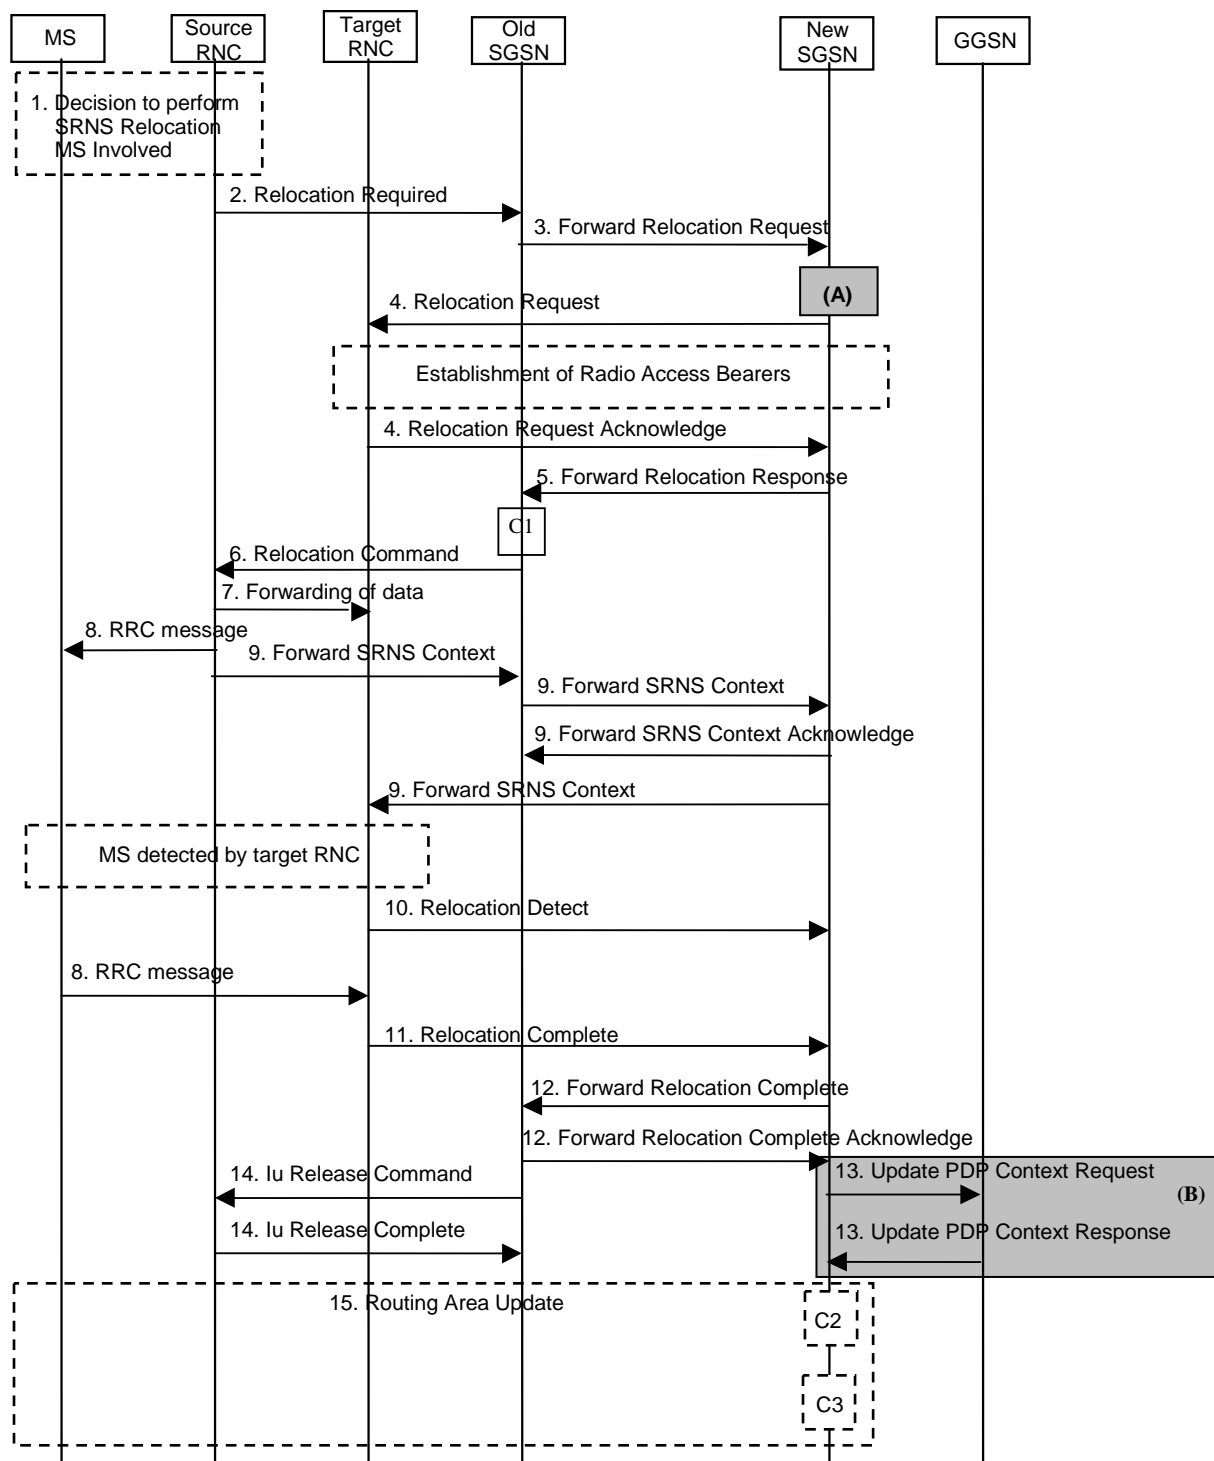 MS
Source
RNC
Target
RNC
Old
SGSN
New
SGSN
GGSN
1. Decision to perform
SRNS Relocation
MS Involved
2. Relocation Required
3. Forward Relocation Request
(A)
4. Relocation Request
Establishment of Radio Access Bearers
4. Relocation Request Acknowledge
5. Forward Relocation Response
C1
6. Relocation Command
7. Forwarding of data
8. RRC message
9. Forward SRNS Context
9. Forward SRNS Context
9. Forward SRNS Context Acknowledge
9. Forward SRNS Context
MS detected by target RNC
10. Relocation Detect
8. RRC message
11. Relocation Complete
12. Forward Relocation Complete
12. Forward Relocation Complete Acknowledge
14. Iu Release Command
13. Update PDP Context Request
(B)
14. Iu Release Complete
13. Update PDP Context Response
15. Routing Area Update
C2
C3